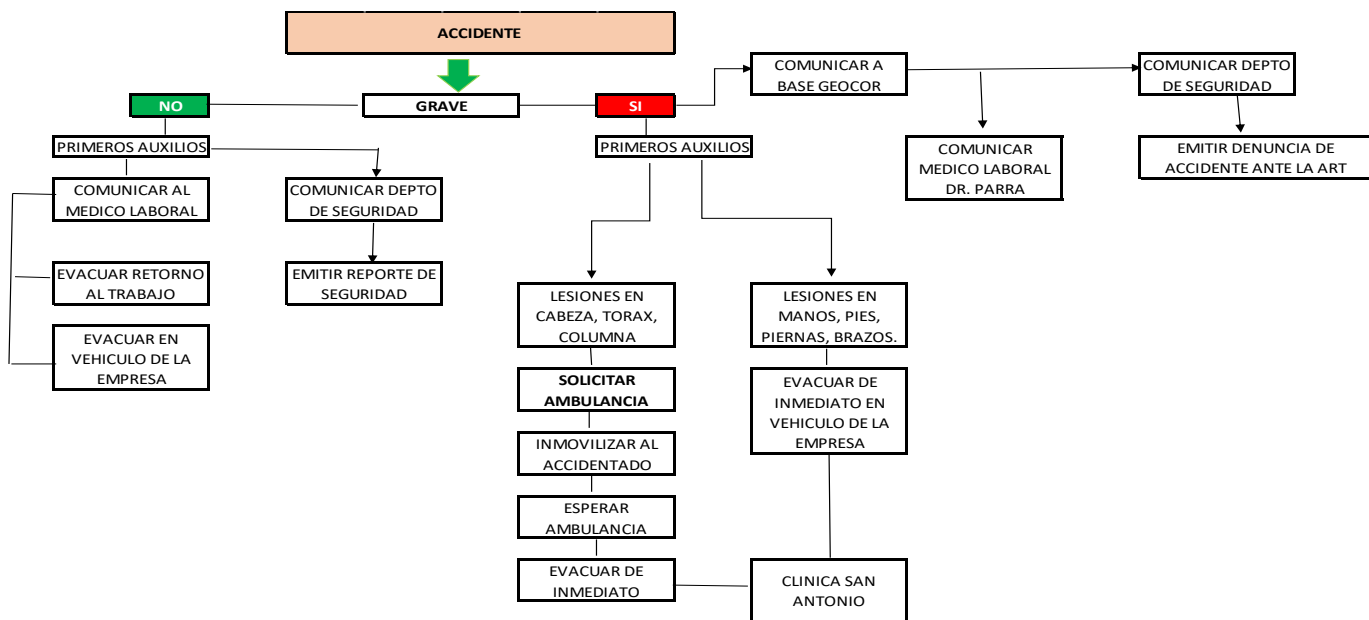 ACCIDENTE
COMUNICAR A
BASE GEOCOR
COMUNICAR DEPTO
DE SEGURIDAD
NO
GRAVE
SI
PRIMEROS AUXILIOS
PRIMEROS AUXILIOS
COMUNICAR
MEDICO LABORAL
DR. PARRA
EMITIR DENUNCIA DE
ACCIDENTE ANTE LA ART
COMUNICAR AL
MEDICO LABORAL
COMUNICAR DEPTO
DE SEGURIDAD
EVACUAR RETORNO
AL TRABAJO
EMITIR REPORTE DE
SEGURIDAD
LESIONES EN
CABEZA, TORAX,
COLUMNA
LESIONES EN
MANOS, PIES,
PIERNAS, BRAZOS.
EVACUAR EN
VEHICULO DE LA
EMPRESA
SOLICITAR
AMBULANCIA
EVACUAR DE
INMEDIATO EN
VEHICULO DE LA
EMPRESA
INMOVILIZAR AL
ACCIDENTADO
ESPERAR
AMBULANCIA
EVACUAR DE
INMEDIATO
CLINICA SAN
ANTONIO